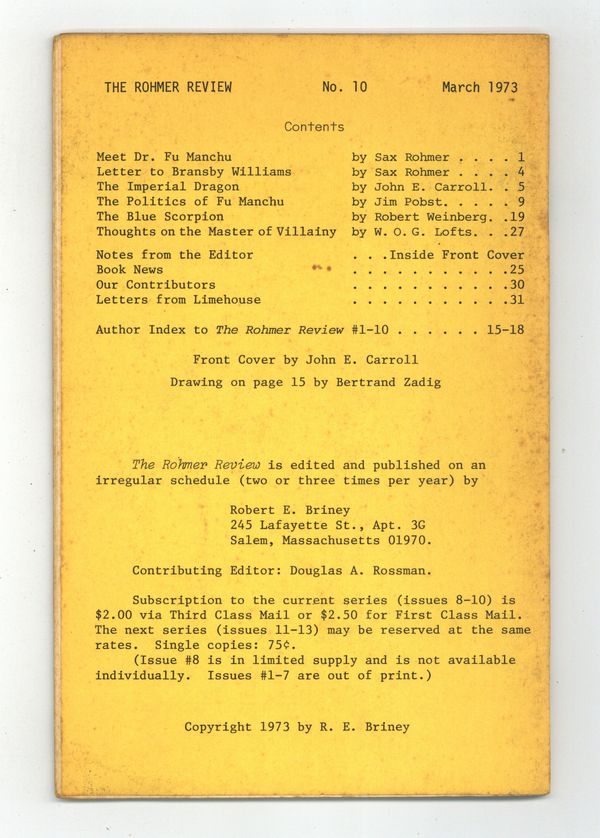 THE ROHMER REVIEW No. 10 March 1973
Contents
Meet Dr. Fu Manchu by Sax Rohmer . . . . 1
Letter to Bransby Williams by Sax Rohmer . . . . 4
The Imperial Dragon by John E. Carroll. . 5
The Politics of Fu Manchu by Jim Pobst. . . . . 9
The Blue Scorpion by Robert Weinberg. .19
Thoughts on the Master of Villainy by W. O. G. Lofts. . .27
Notes from the Editor . . .Inside Front Cover
Book News . . . . . . . . . . .25
Our Contributors . . . . . . . . . . .30
Letters from Limehouse . . . . . . . . . . .31
Author Index to The Rohmer Review #1-10 . . . . . . 15-18
Front Cover by John E. Carroll
Drawing on page 15 by Bertrand Zadig
The Rohmer Review is edited and published on an
irregular schedule (two or three times per year) by
Robert E. Briney
245 Lafayette St., Apt. 3G
Salem, Massachusetts 01970.
Contributing Editor: Douglas A. Rossman.
Subscription to the current series (issues 8-10) is
$2.00 via Third Class Mail or $2.50 for First Class Mail.
The next series (issues 11-13) may be reserved at the same
rates. Single copies: 75¢.
(Issue #8 is in limited supply and is not available
individually. Issues #1-7 are out of print.)
Copyright 1973 by R. E. Briney